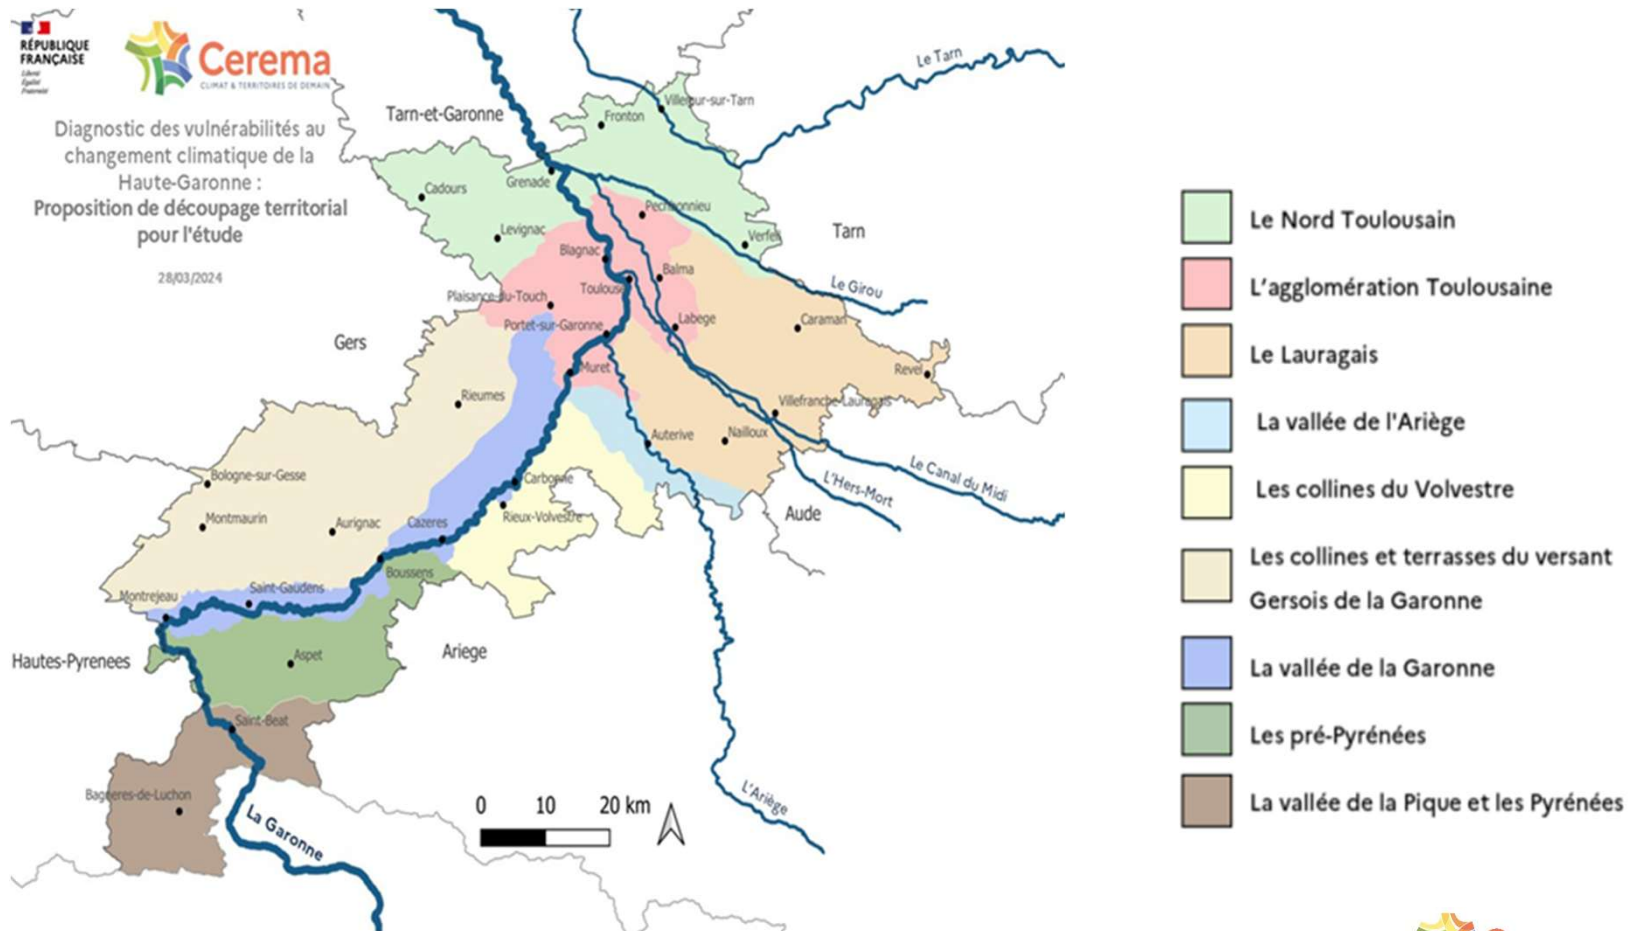 RÉPUBLIQUE
FRANÇAISE
Liberté
Égalité
Fraternité
Cerema
CLIMAT & TERRITOIRES DE DEMAIN
Diagnostic des vulnérabilités au
changement climatique de la
Haute-Garonne :
Proposition de découpage territorial
pour l'étude
28/03/2024
Tarn-et-Garonne
Le Tarn
Villemur-sur-Tarn
Fronton
Grenade
Cadours
Pechbonnieu
Levignac
Verfeil
Tarn
Blagnac
Balma
Toulouse
Le Girou
Plaisance-du-Touch
Portet-sur-Garonne
Labege
Caraman
Gers
Muret
Revel
Rieumes
Villefranche-Lauragais
Auterive
Nailloux
Bologne-sur-Gesse
Carbonne
Le Canal du Midi
L'Hers-Mort
Montmaurin
Aurignac
Cazeres
Rieux-Volvestre
Aude
Boussens
Montrejeau
Saint-Gaudens
Hautes-Pyrenees
Aspet
Ariege
Saint-Beat
Bagneres-de-Luchon
La Garonne
L'Ariège
0 10 20 km
Le Nord Toulousain
L'agglomération Toulousaine
Le Lauragais
La vallée de l'Ariège
Les collines du Volvestre
Les collines et terrasses du versant
Gersois de la Garonne
La vallée de la Garonne
Les pré-Pyrénées
La vallée de la Pique et les Pyrénées